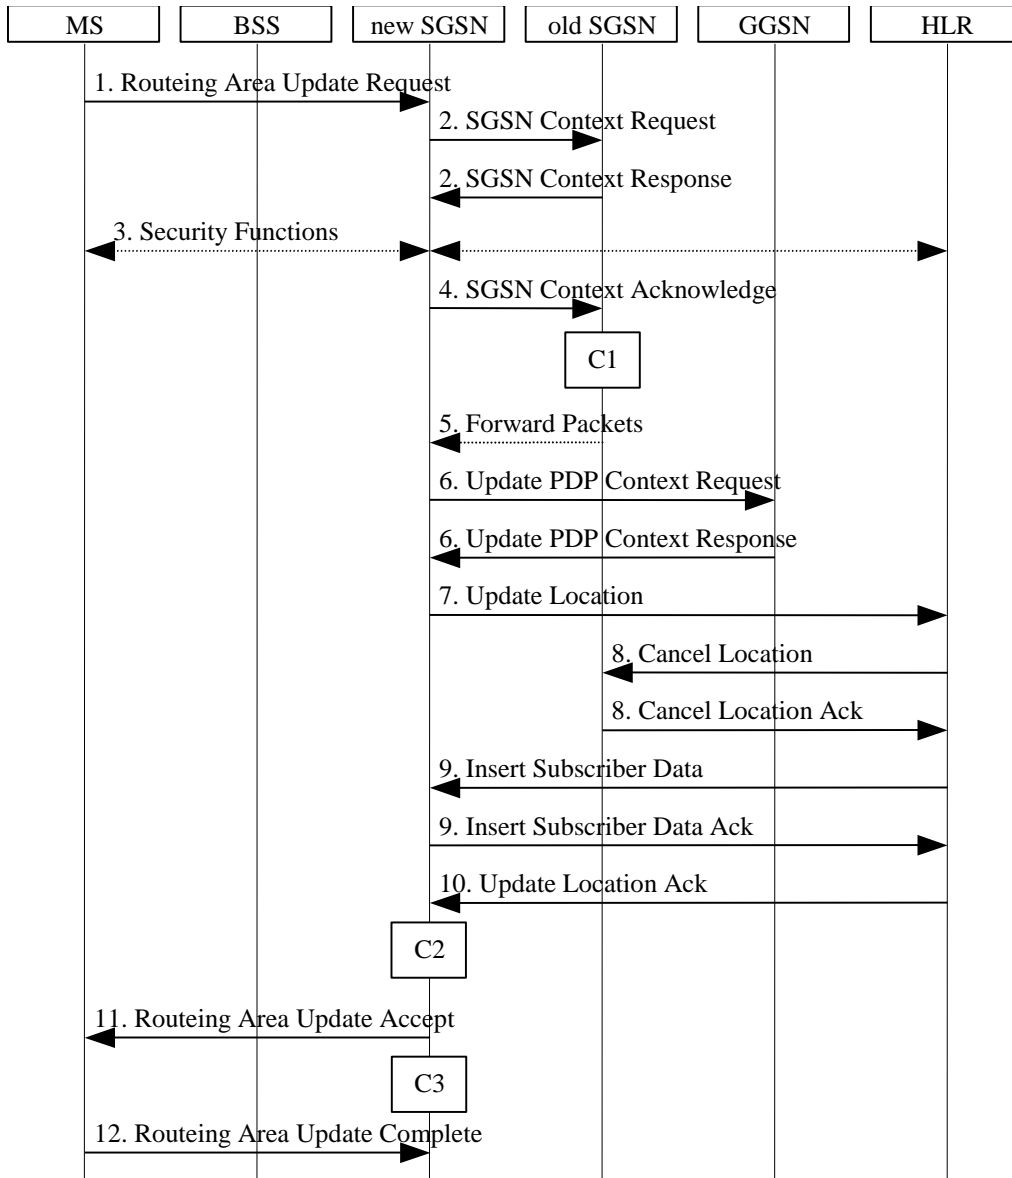 MS BSS new SGSN old SGSN GGSN HLR
1. Routeing Area Update Request
2. SGSN Context Request
2. SGSN Context Response
3. Security Functions
4. SGSN Context Acknowledge
C1
5. Forward Packets
6. Update PDP Context Request
6. Update PDP Context Response
7. Update Location
8. Cancel Location
8. Cancel Location Ack
9. Insert Subscriber Data
9. Insert Subscriber Data Ack
10. Update Location Ack
C2
11. Routeing Area Update Accept
C3
12. Routeing Area Update Complete